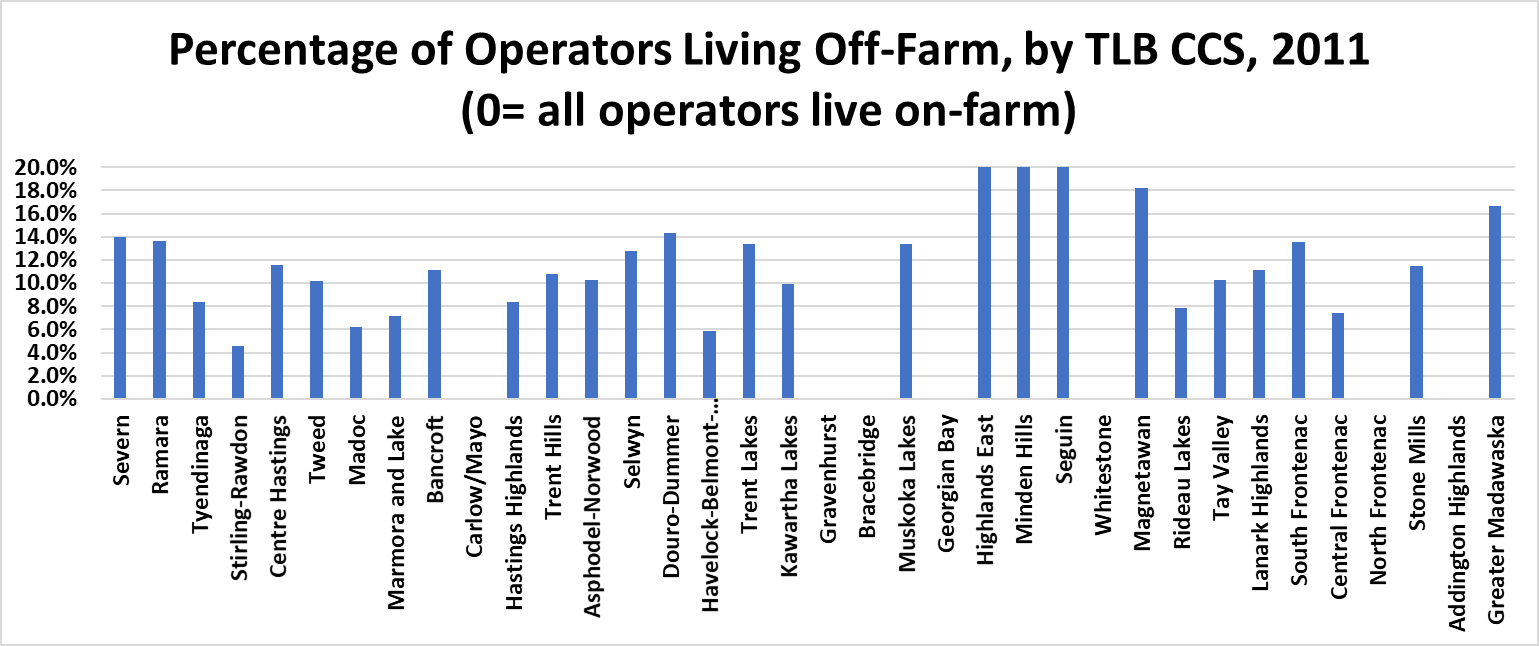 Percentage of Operators Living Off-Farm, by TLB CCS, 2011
(0= all operators live on-farm)
20.0%
18.0%
16.0%
14.0%
12.0%
10.0%
8.0%
6.0%
4.0%
2.0%
0.0%
Severn
Ramara
Tyendinaga
Stirling-Rawdon
Centre Hastings
Tweed
Madoc
Marmora and Lake
Bancroft
Carlow/Mayo
Hastings Highlands
Trent Hills
Asphodel-Norwood
Selwyn
Douro-Dummer
Havelock-Belmont-…
Trent Lakes
Kawartha Lakes
Gravenhurst
Bracebridge
Muskoka Lakes
Georgian Bay
Highlands East
Minden Hills
Seguin
Whitestone
Magnetawan
Rideau Lakes
Tay Valley
Lanark Highlands
South Frontenac
Central Frontenac
North Frontenac
Stone Mills
Addington Highlands
Greater Madawaska